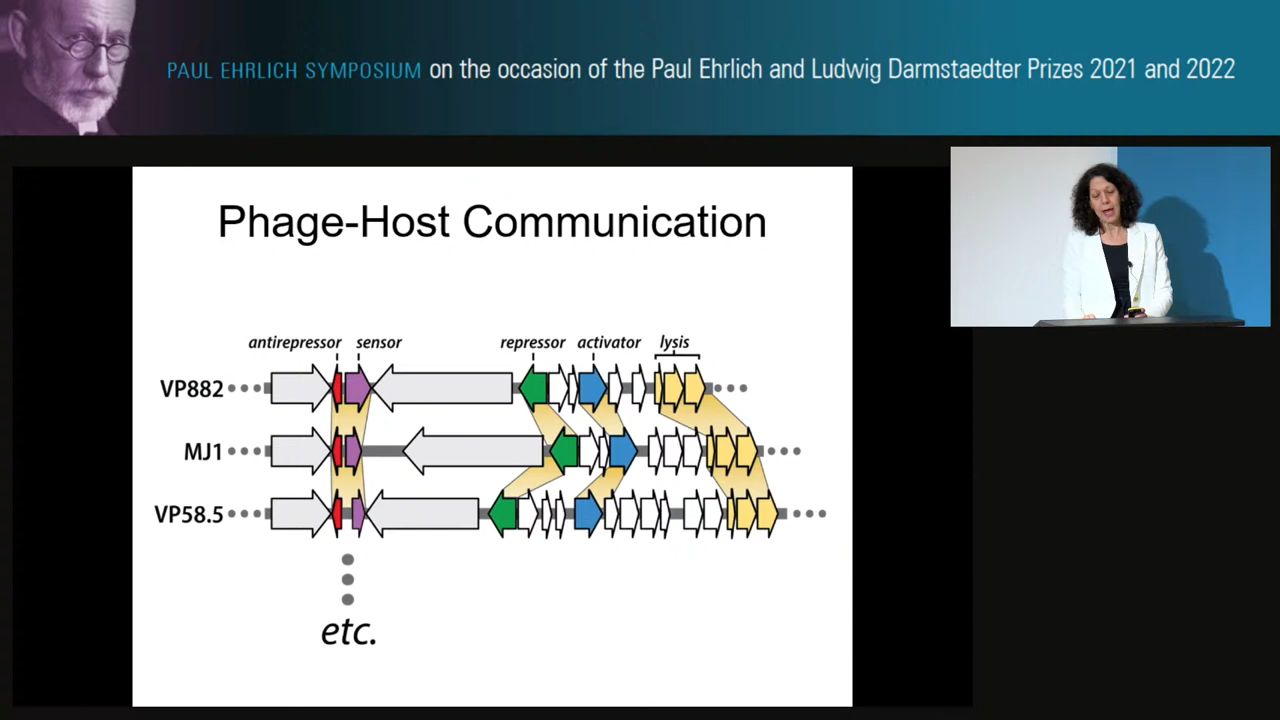 PAUL EHRLICH SYMPOSIUM on the occasion of the Paul Ehrlich and Ludwig Darmstaedter Prizes 2021 and 2022
Phage-Host Communication
antirepressor sensor repressor activator lysis
VP882
MJ1
VP58.5
etc.